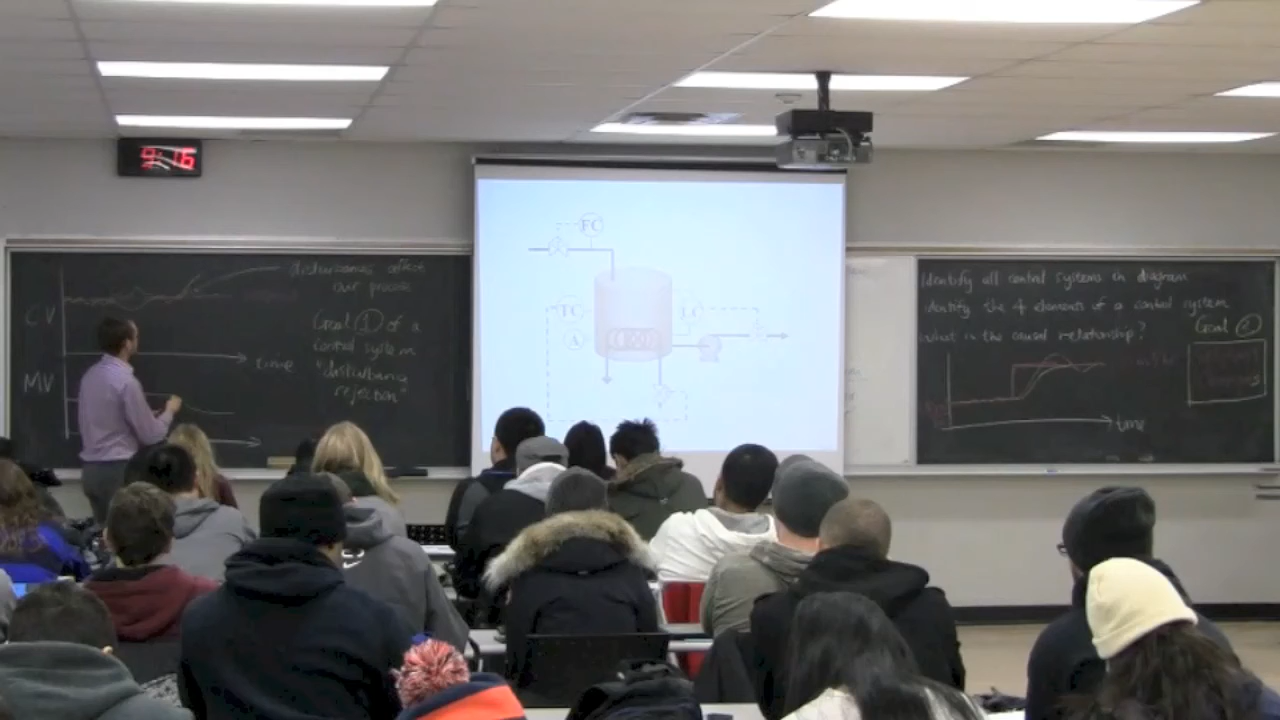 9:16
disturbances affect
our process
CV
Goal ① of a
control system
"disturbance
rejection"
time
MV
FC
TC
LC
A
Identify all control systems in diagram
identify the 4 elements of a control system
what is the causal relationship?
Goal ②
time